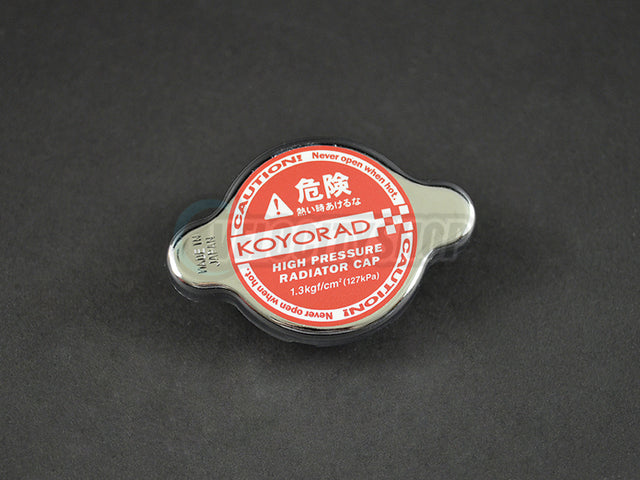 CAUTION!
Never open when hot.
危険
熱い時あけるな
KOYORAD
HIGH PRESSURE
RADIATOR CAP
1.3kgf/cm² (127kPa)
CAUTION!
Never open when hot.
MADE IN
JAPAN